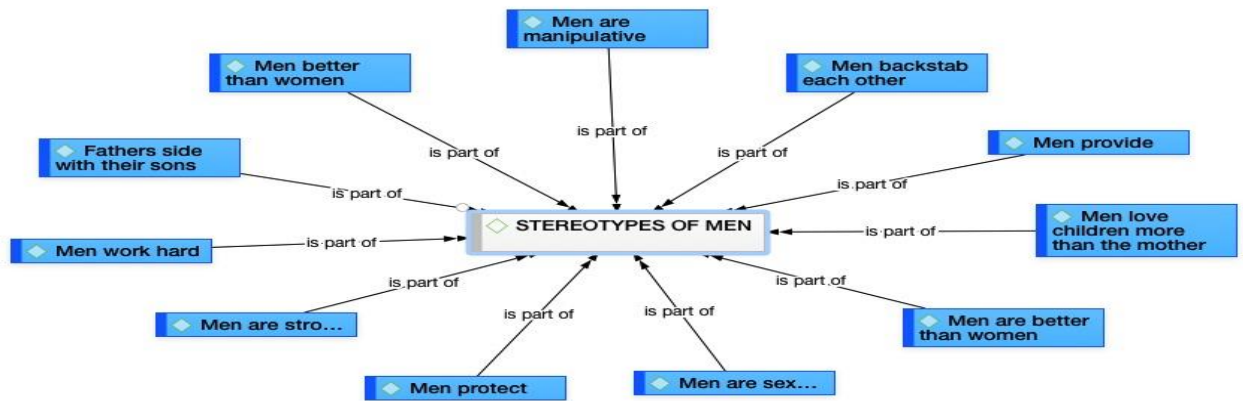 Men are
manipulative
Men better
than women
Men backstab
each other
is part of
is part of
is part of
Fathers side
with their sons
Men provide
is part of
is part of
STEREOTYPES OF MEN
Men love
children more
than the mother
Men work hard
is part of
is part of
is part of
is part of
is part of
is part of
Men are stro...
Men are better
than women
Men protect
Men are sex...